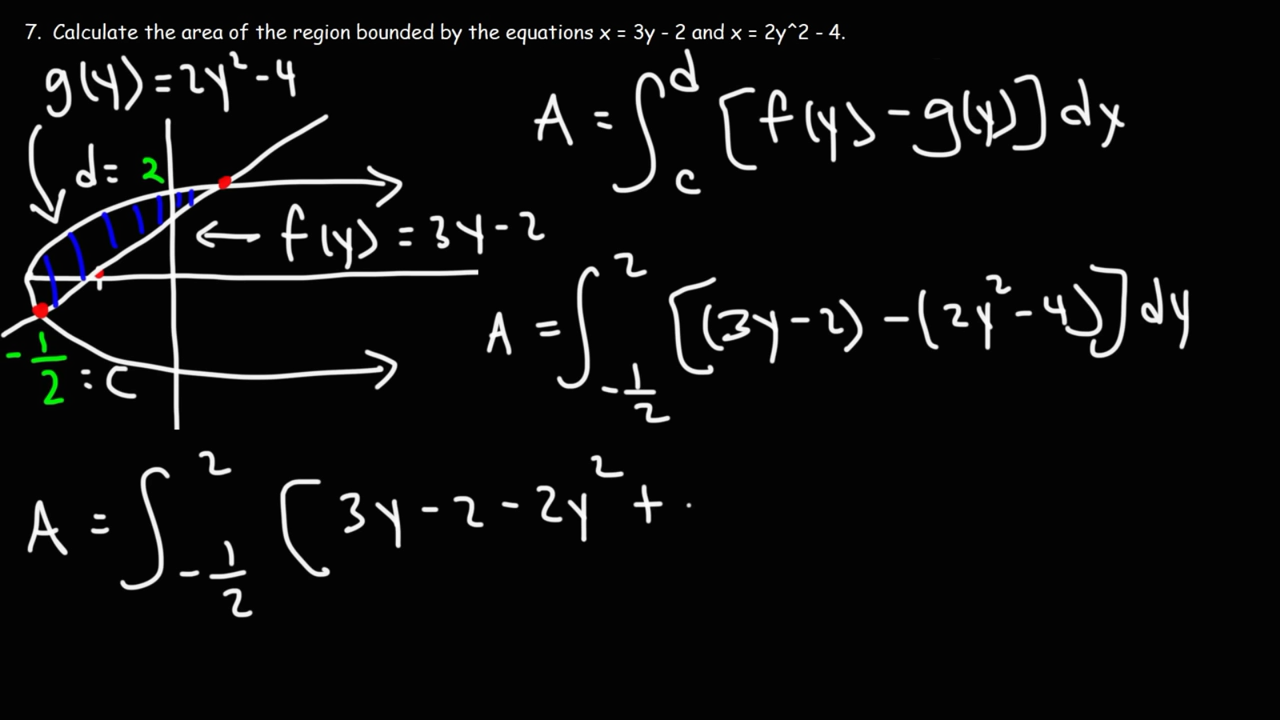 7. Calculate the area of the region bounded by the equations x = 3y - 2 and x = 2y^2 - 4.
g(y) = 2y² - 4
d = 2
f(y) = 3y - 2
-1/2 = c
A = ∫_c^d [f(y) - g(y)] dx
A = ∫_{-1/2}^2 [(3y - 2) - (2y² - 4)] dy
A = ∫_{-1/2}^2 [3y - 2 - 2y² +